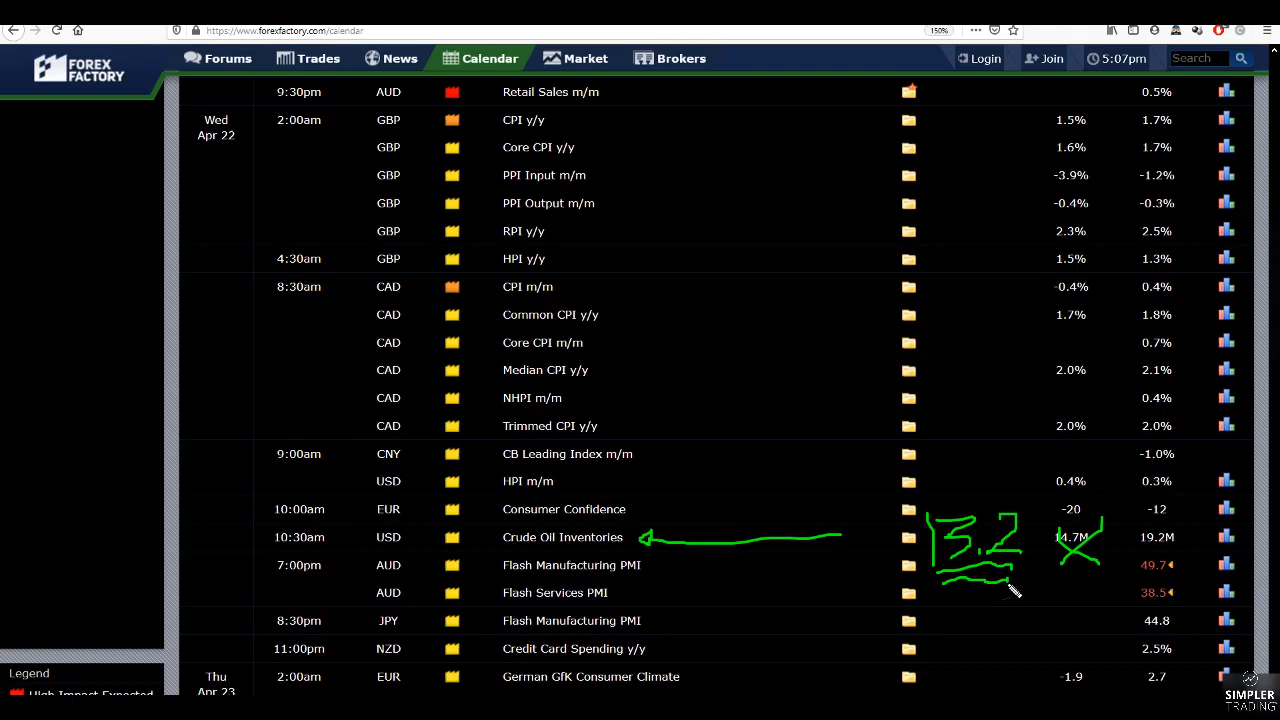 https://www.forexfactory.com/calendar 150%
FOREX FACTORY Forums Trades News Calendar Market Brokers Login Join 5:07pm Search
9:30pm AUD Retail Sales m/m 0.5%
Wed Apr 22 2:00am GBP CPI y/y 1.5% 1.7%
GBP Core CPI y/y 1.6% 1.7%
GBP PPI Input m/m -3.9% -1.2%
GBP PPI Output m/m -0.4% -0.3%
GBP RPI y/y 2.3% 2.5%
4:30am GBP HPI y/y 1.5% 1.3%
8:30am CAD CPI m/m -0.4% 0.4%
CAD Common CPI y/y 1.7% 1.8%
CAD Core CPI m/m 0.7%
CAD Median CPI y/y 2.0% 2.1%
CAD NHPI m/m 0.4%
CAD Trimmed CPI y/y 2.0% 2.0%
9:00am CNY CB Leading Index m/m -1.0%
USD HPI m/m 0.4% 0.3%
10:00am EUR Consumer Confidence -20 -12
10:30am USD Crude Oil Inventories 13.2 14.7M 19.2M
7:00pm AUD Flash Manufacturing PMI 49.7
AUD Flash Services PMI 38.5
8:30pm JPY Flash Manufacturing PMI 44.8
11:00pm NZD Credit Card Spending y/y 2.5%
Thu Apr 23 2:00am EUR German GfK Consumer Climate -1.9 2.7
Legend
High Impact Expected
SIMPLER
TRADING